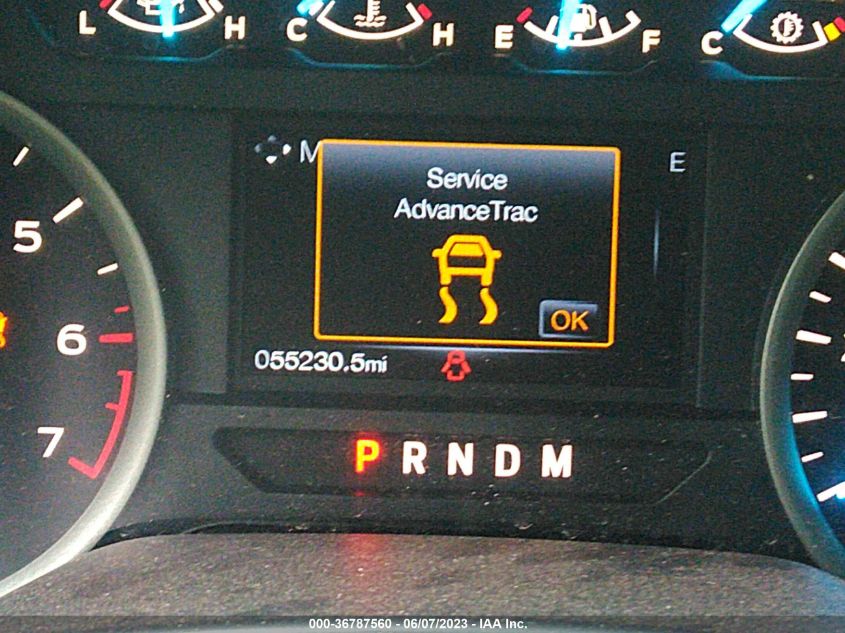 L H C H E F C
M E
Service
AdvanceTrac
OK
055230.5mi
5
6
7
P R N D M
000-36787560 - 06/07/2023 - IAA Inc.